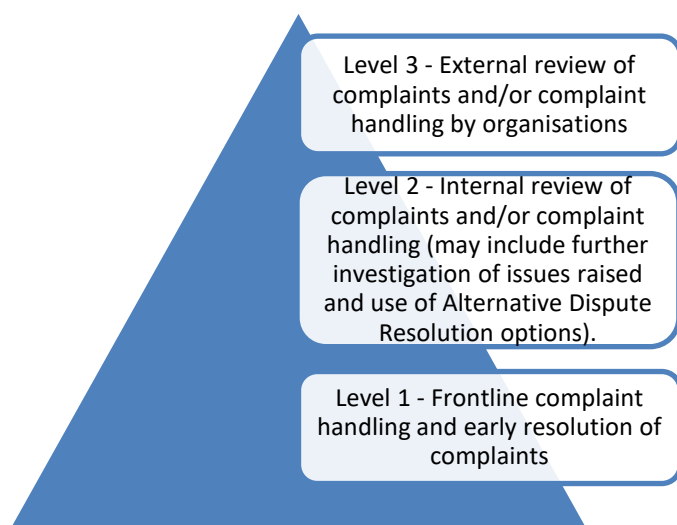 Level 3 - External review of
complaints and/or complaint
handling by organisations
Level 2 - Internal review of
complaints and/or complaint
handling (may include further
investigation of issues raised
and use of Alternative Dispute
Resolution options).
Level 1 - Frontline complaint
handling and early resolution of
complaints